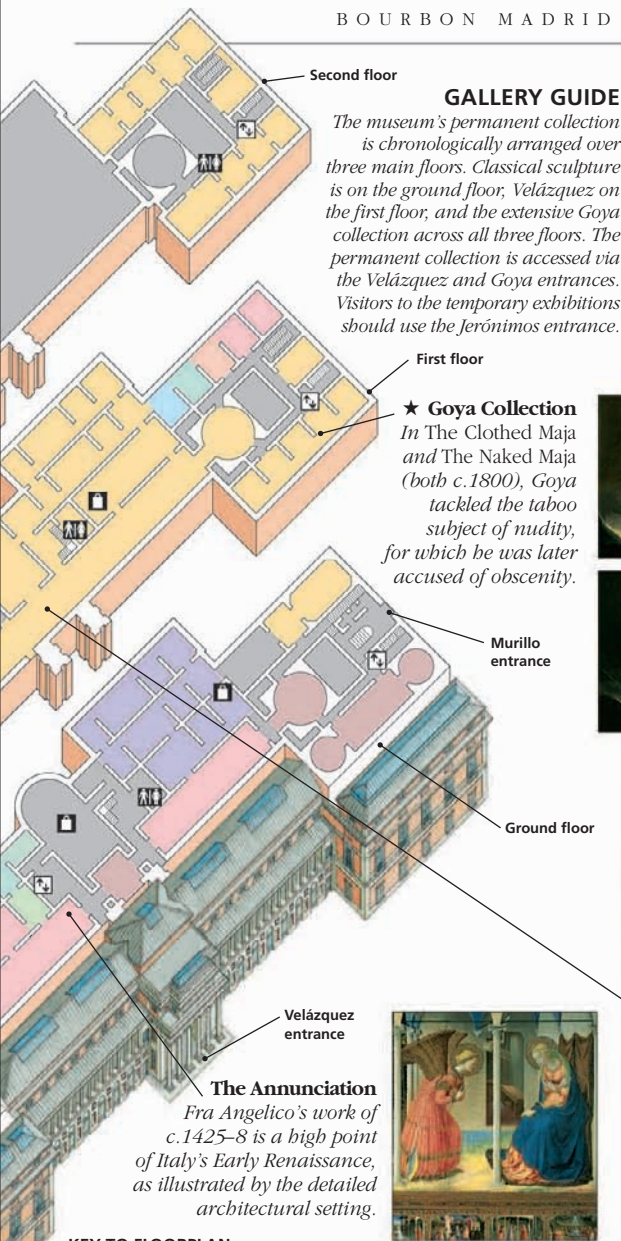 BOURBON MADRID
Second floor
GALLERY GUIDE
The museum's permanent collection
is chronologically arranged over
three main floors. Classical sculpture
is on the ground floor, Velázquez on
the first floor, and the extensive Goya
collection across all three floors. The
permanent collection is accessed via
the Velázquez and Goya entrances.
Visitors to the temporary exhibitions
should use the Jerónimos entrance.
First floor
★ Goya Collection
In The Clothed Maja
and The Naked Maja
(both c.1800), Goya
tackled the taboo
subject of nudity,
for which he was later
accused of obscenity.
Murillo
entrance
Ground floor
Velázquez
entrance
The Annunciation
Fra Angelico's work of
c.1425–8 is a high point
of Italy's Early Renaissance,
as illustrated by the detailed
architectural setting.
KEY TO FLOORPLAN